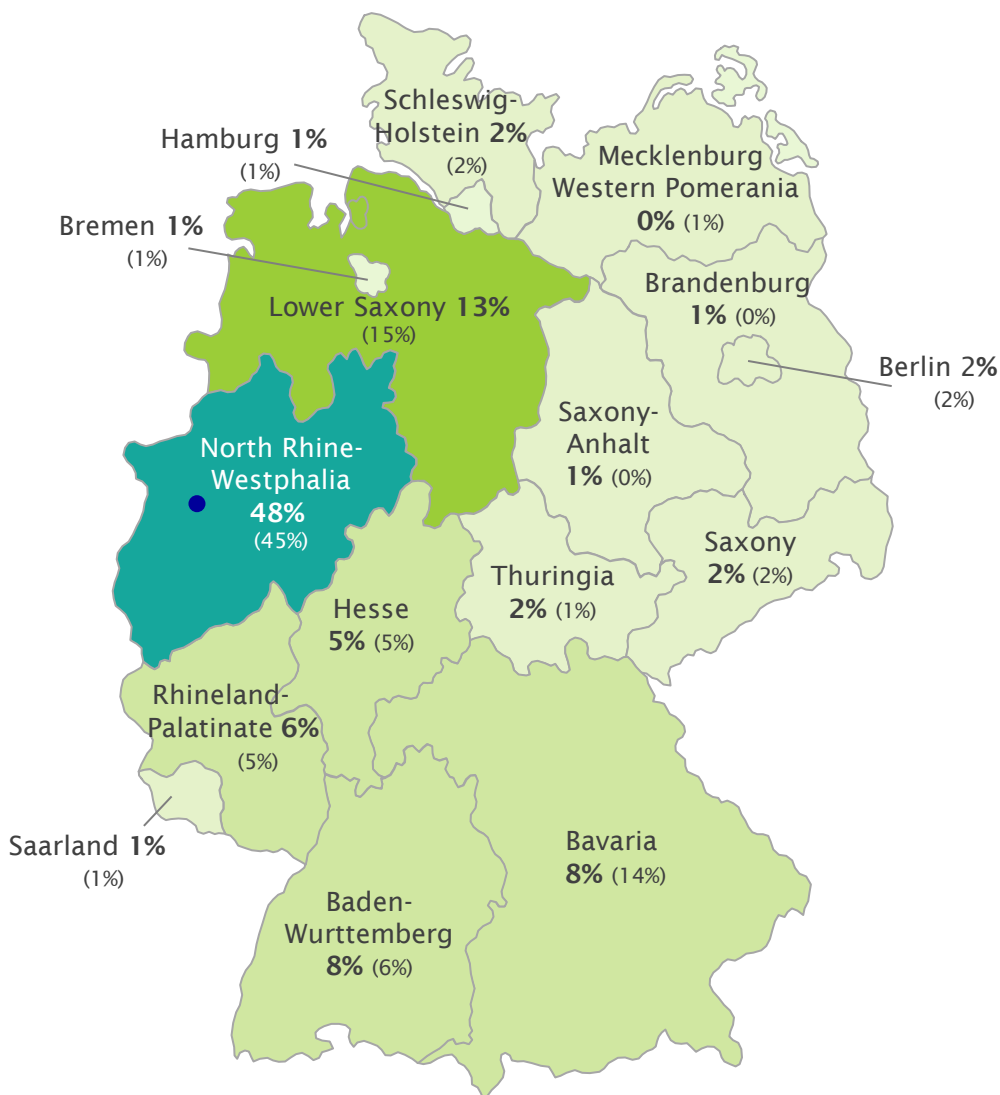 Schleswig-
Holstein 2%
(2%)
Hamburg 1%
(1%)
Mecklenburg
Western Pomerania
0% (1%)
Bremen 1%
(1%)
Lower Saxony 13%
(15%)
Brandenburg
1% (0%)
Berlin 2%
(2%)
Saxony-
Anhalt
1% (0%)
North Rhine-
Westphalia
48%
(45%)
Saxony
2% (2%)
Thuringia
2% (1%)
Hesse
5% (5%)
Rhineland-
Palatinate 6%
(5%)
Saarland 1%
(1%)
Bavaria
8% (14%)
Baden-
Wurttemberg
8% (6%)